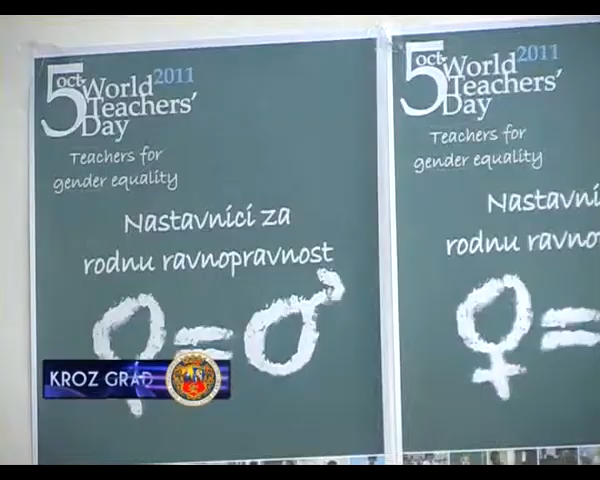 5 oct
World 2011
Teachers'
Day
Teachers for
gender equality
Nastavnici za
rodnu ravnopravnost
5 oct
World 2011
Teachers'
Day
Teachers for
gender equality
Nastavni
rodnu ravno
KROZ GRAD